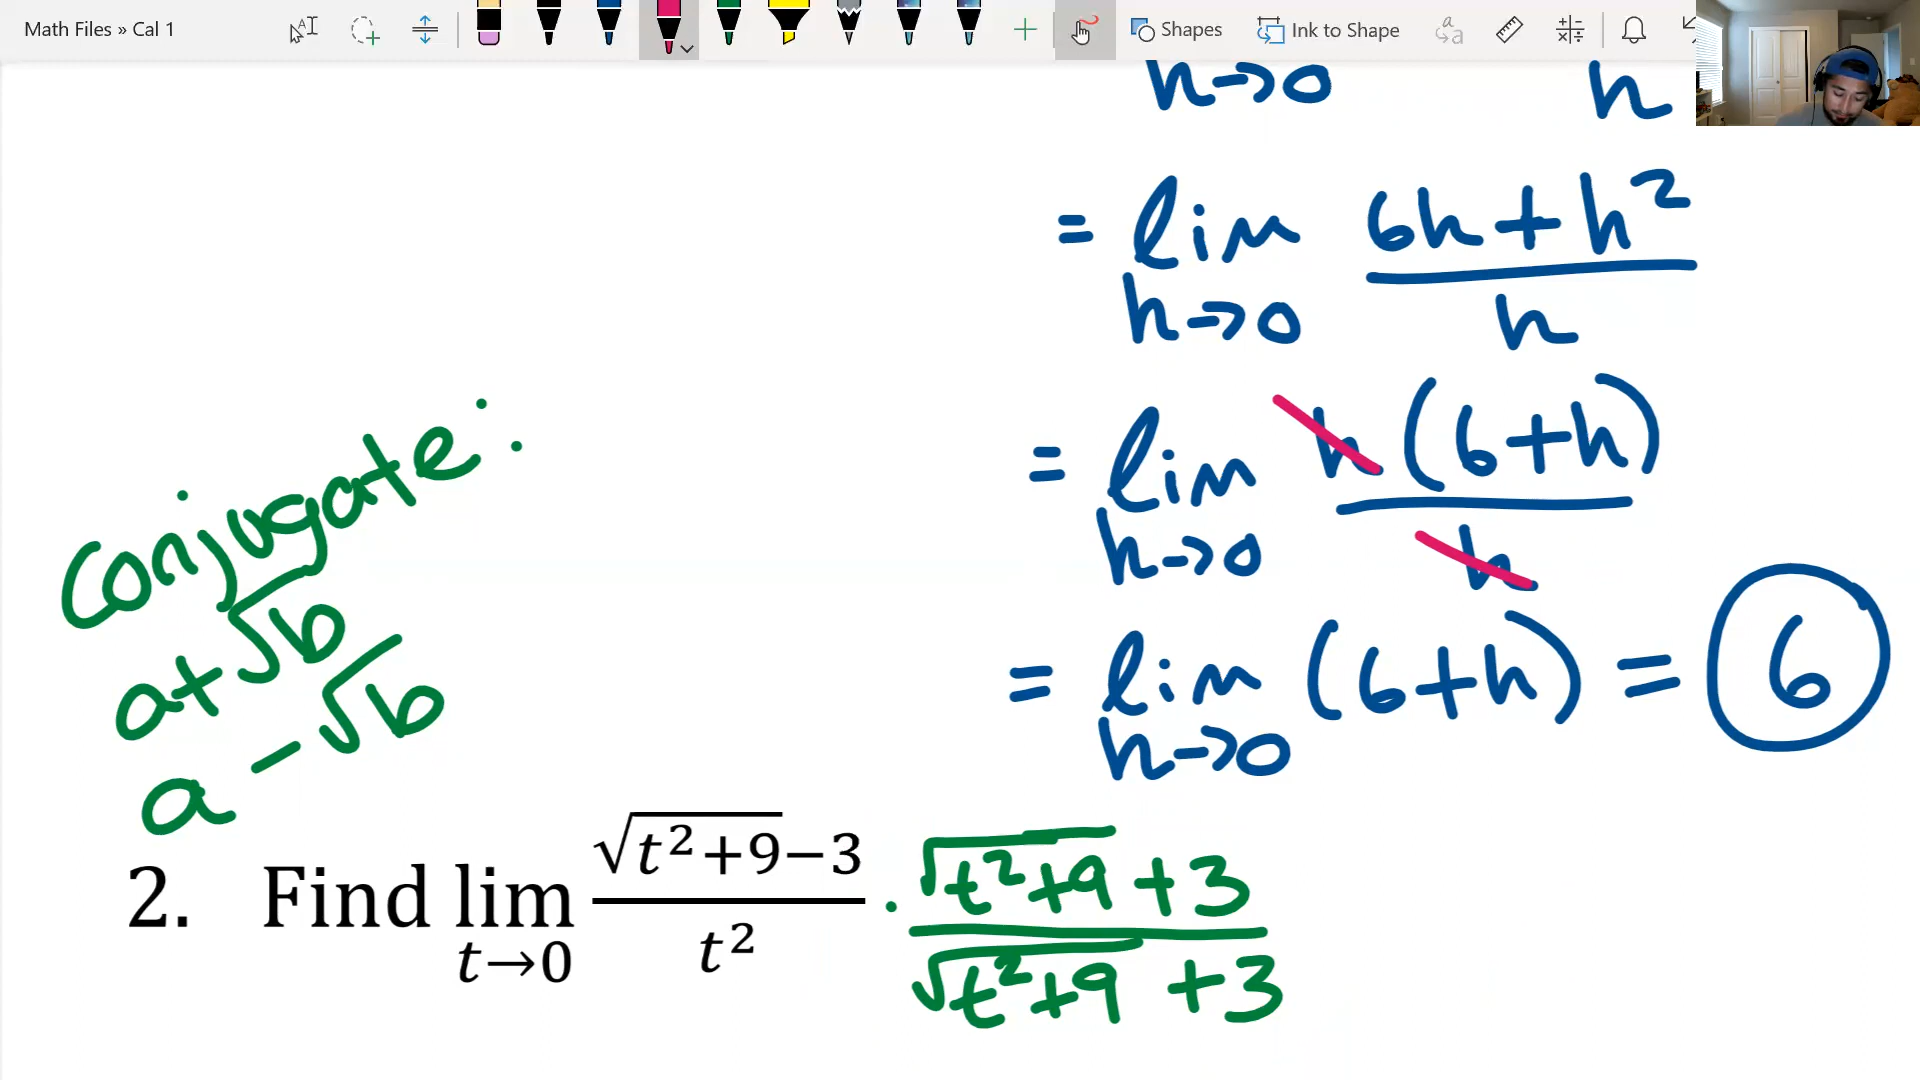 Math Files » Cal 1
Shapes
Ink to Shape
h→0 h
= lim 6h+h²
h→0 h
= lim h(6+h)
h→0 h
= lim (6+h) = 6
h→0
Conjugate:
a+√b
a-√b
2. Find lim √t²+9−3 · √t²+9 +3
t→0 t² √t²+9 +3